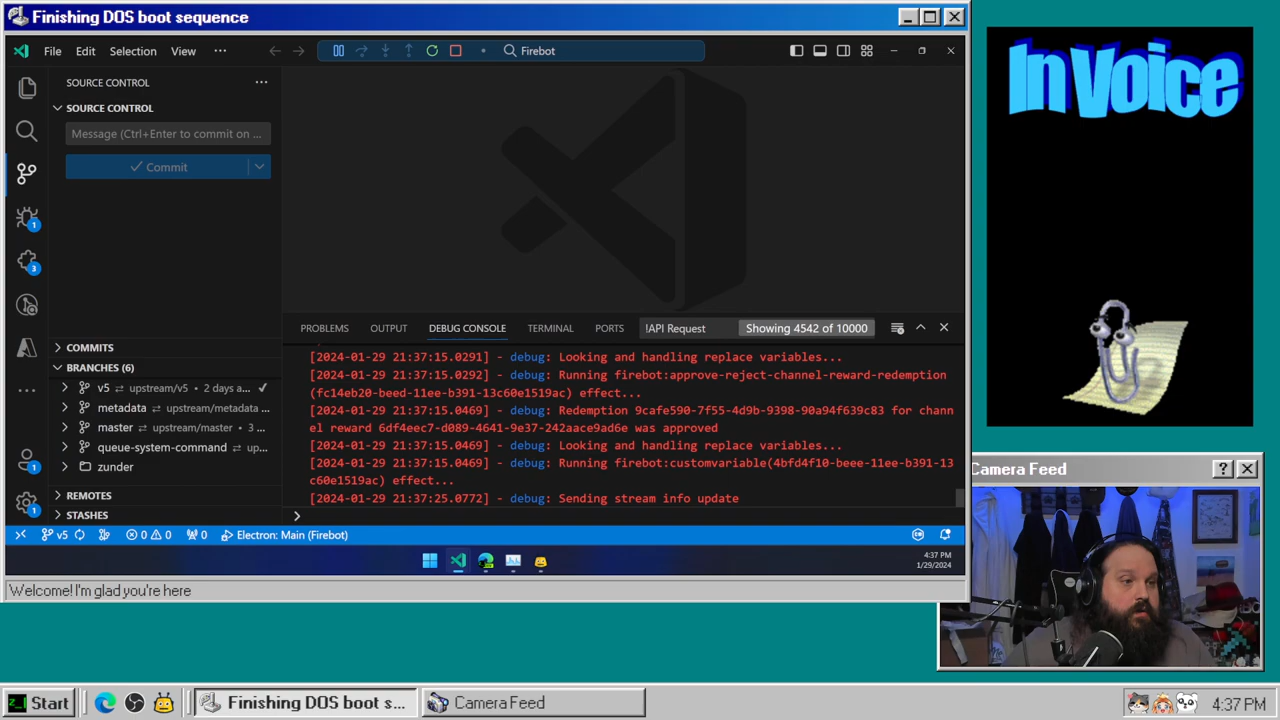 Finishing DOS boot sequence
File Edit Selection View ··· Firebot
SOURCE CONTROL
SOURCE CONTROL
Message (Ctrl+Enter to commit on ...
Commit
1
3
COMMITS
BRANCHES (6)
v5 upstream/v5 • 2 days a...
metadata upstream/metadata ...
master upstream/master • 3 ...
queue-system-command up...
zunder
REMOTES
STASHES
1
1
PROBLEMS OUTPUT DEBUG CONSOLE TERMINAL PORTS !API Request Showing 4542 of 10000
[2024-01-29 21:37:15.0291] - debug: Looking and handling replace variables...
[2024-01-29 21:37:15.0292] - debug: Running firebot:approve-reject-channel-reward-redemption
(fc14eb20-beed-11ee-b391-13c60e1519ac) effect...
[2024-01-29 21:37:15.0469] - debug: Redemption 9cafe590-7f55-4d9b-9398-90a94f639c83 for chann
el reward 6df4eec7-d089-4641-9e37-242aace9ad6e was approved
[2024-01-29 21:37:15.0469] - debug: Looking and handling replace variables...
[2024-01-29 21:37:15.0469] - debug: Running firebot:customvariable(4bfd4f10-beee-11ee-b391-13
c60e1519ac) effect...
[2024-01-29 21:37:25.0772] - debug: Sending stream info update
v5 0 0 0 Electron: Main (Firebot)
4:37 PM
1/29/2024
Welcome! I'm glad you're here
In Voice
Camera Feed
Start Finishing DOS boot s... Camera Feed 4:37 PM